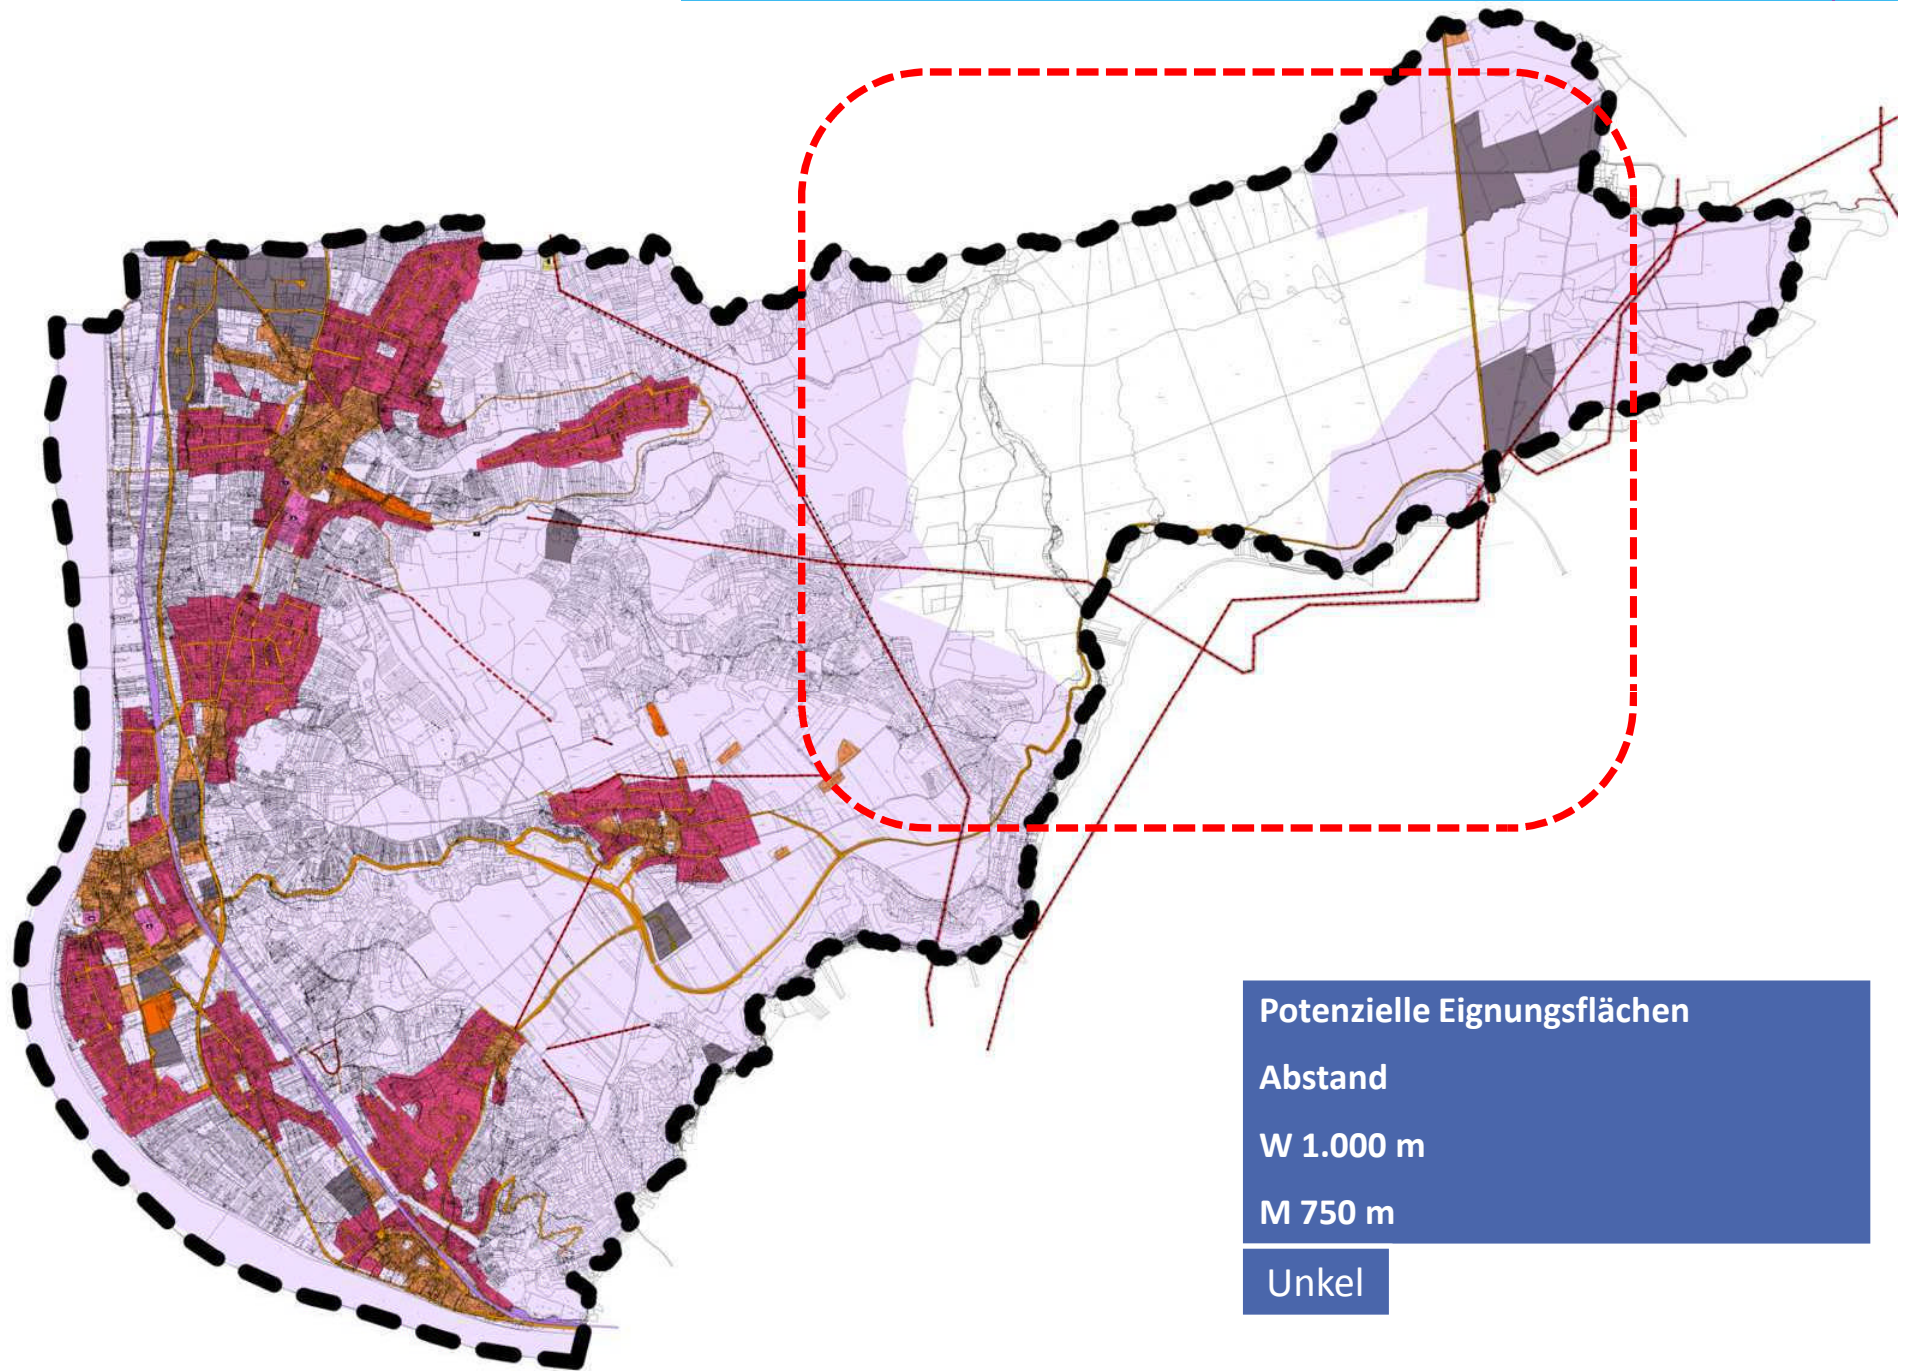 Potenzielle Eignungsflächen
Abstand
W 1.000 m
M 750 m
Unkel